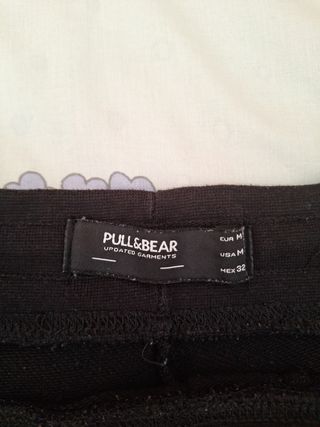 PULL&BEAR
UPDATED GARMENTS
EUR M
USA M
MEX 32